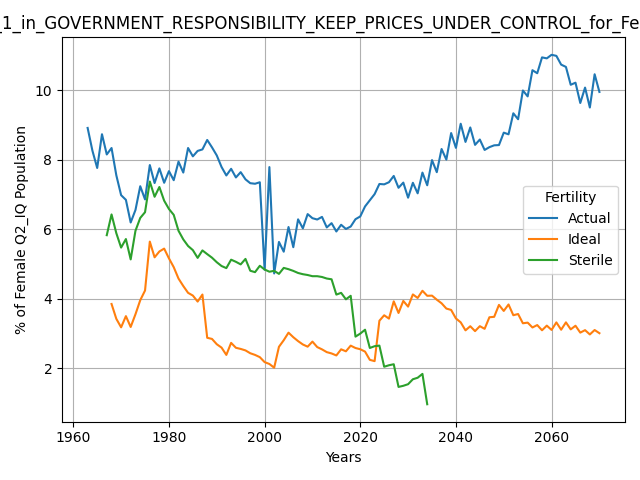 _1_in_GOVERNMENT_RESPONSIBILITY_KEEP_PRICES_UNDER_CONTROL_for_Fe
% of Female Q2_IQ Population
10
8
6
4
2
Fertility
Actual
Ideal
Sterile
1960 1980 2000 2020 2040 2060
Years